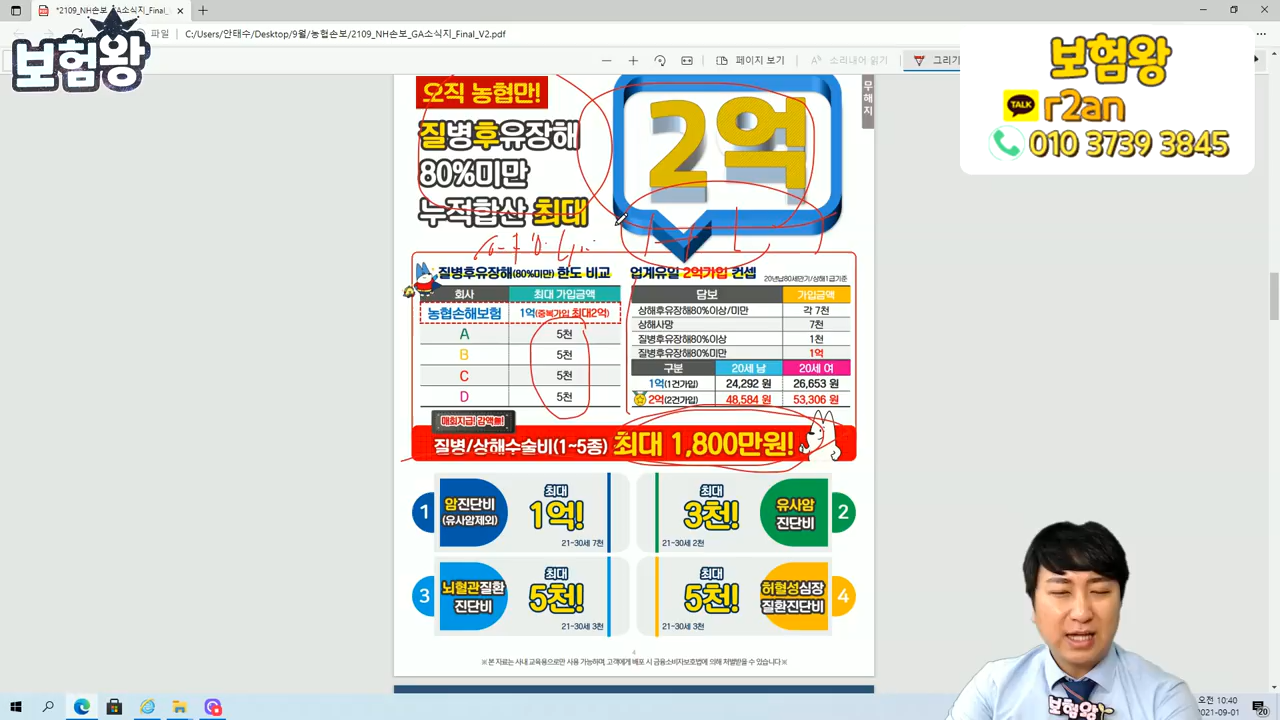 *2109_NH손보_GA소식지_Final_V
C:/Users/안태수/Desktop/9월/농협손보/2109_NH손보_GA소식지_Final_V2.pdf
파일
페이지 보기
소리내어 읽기
그리기
보험왕
보험왕
TALK
r2an
010 3739 3845
무해지
오직 농협만!
질병후유장해
80%미만
누적합산 최대
2억
질병후유장해(80%미만) 한도 비교
회사 최대 가입금액
농협손해보험 1억(중복가입 최대2억)
A 5천
B 5천
C 5천
D 5천
업계유일 2억가입 컨셉
20년납80세만기/상해1급기준
담보 가입금액
상해후유장해80%이상/미만 각 7천
상해사망 7천
질병후유장해80%이상 1천
질병후유장해80%미만 1억
구분 20세 남 20세 여
1억(1건가입) 24,292 원 26,653 원
2억(2건가입) 48,584 원 53,306 원
매회지급! 감액無!
질병/상해수술비(1~5종) 최대 1,800만원!
1
암진단비
(유사암제외)
최대
1억!
21-30세 7천
최대
3천!
21-30세 2천
유사암
진단비
2
3
뇌혈관질환
진단비
최대
5천!
21-30세 3천
최대
5천!
21-30세 3천
허혈성심장
질환진단비
4
4
※본 자료는 사내 교육용으로만 사용 가능하며, 고객에게 배포 시 금융소비자보호법에 의해 처벌받을 수 있습니다※
보험왕
오전 10:40
2021-09-01
20